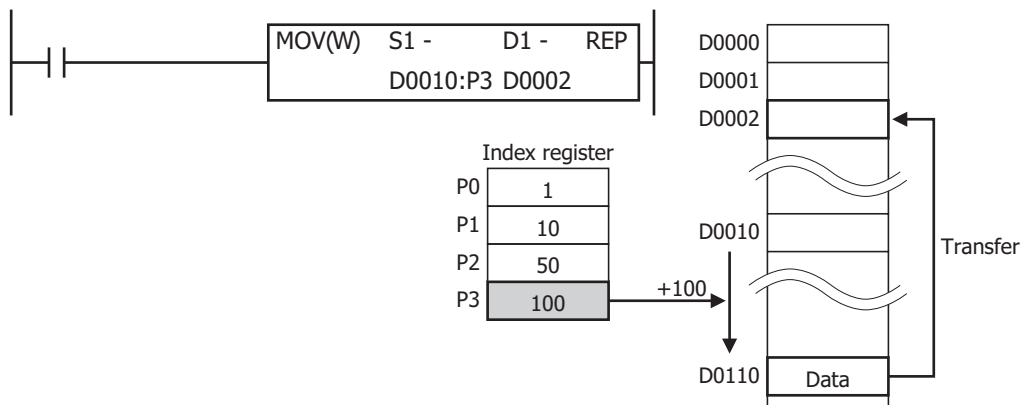 MOV(W) S1 - D1 - REP
D0010:P3 D0002
D0000
D0001
D0002
Index register
P0 1
P1 10
P2 50
P3 100
+100
D0010
Transfer
D0110 Data